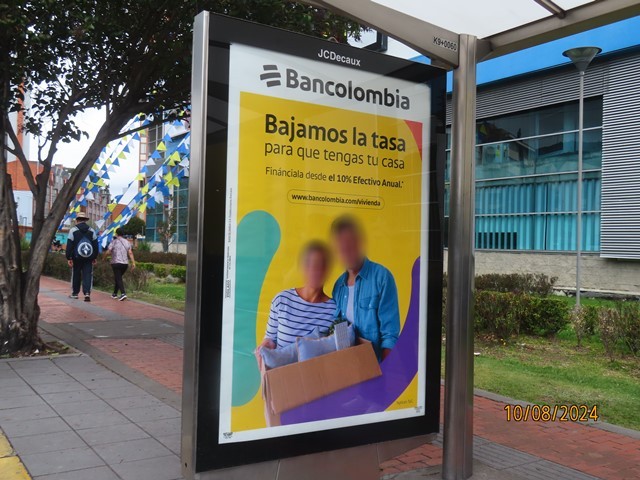 K9+0060
JCDecaux
Bancolombia
Bajamos la tasa
para que tengas tu casa
Fináncialo desde el 10% Efectivo Anual.*
www.bancolombia.com/vivienda
10/08/2024